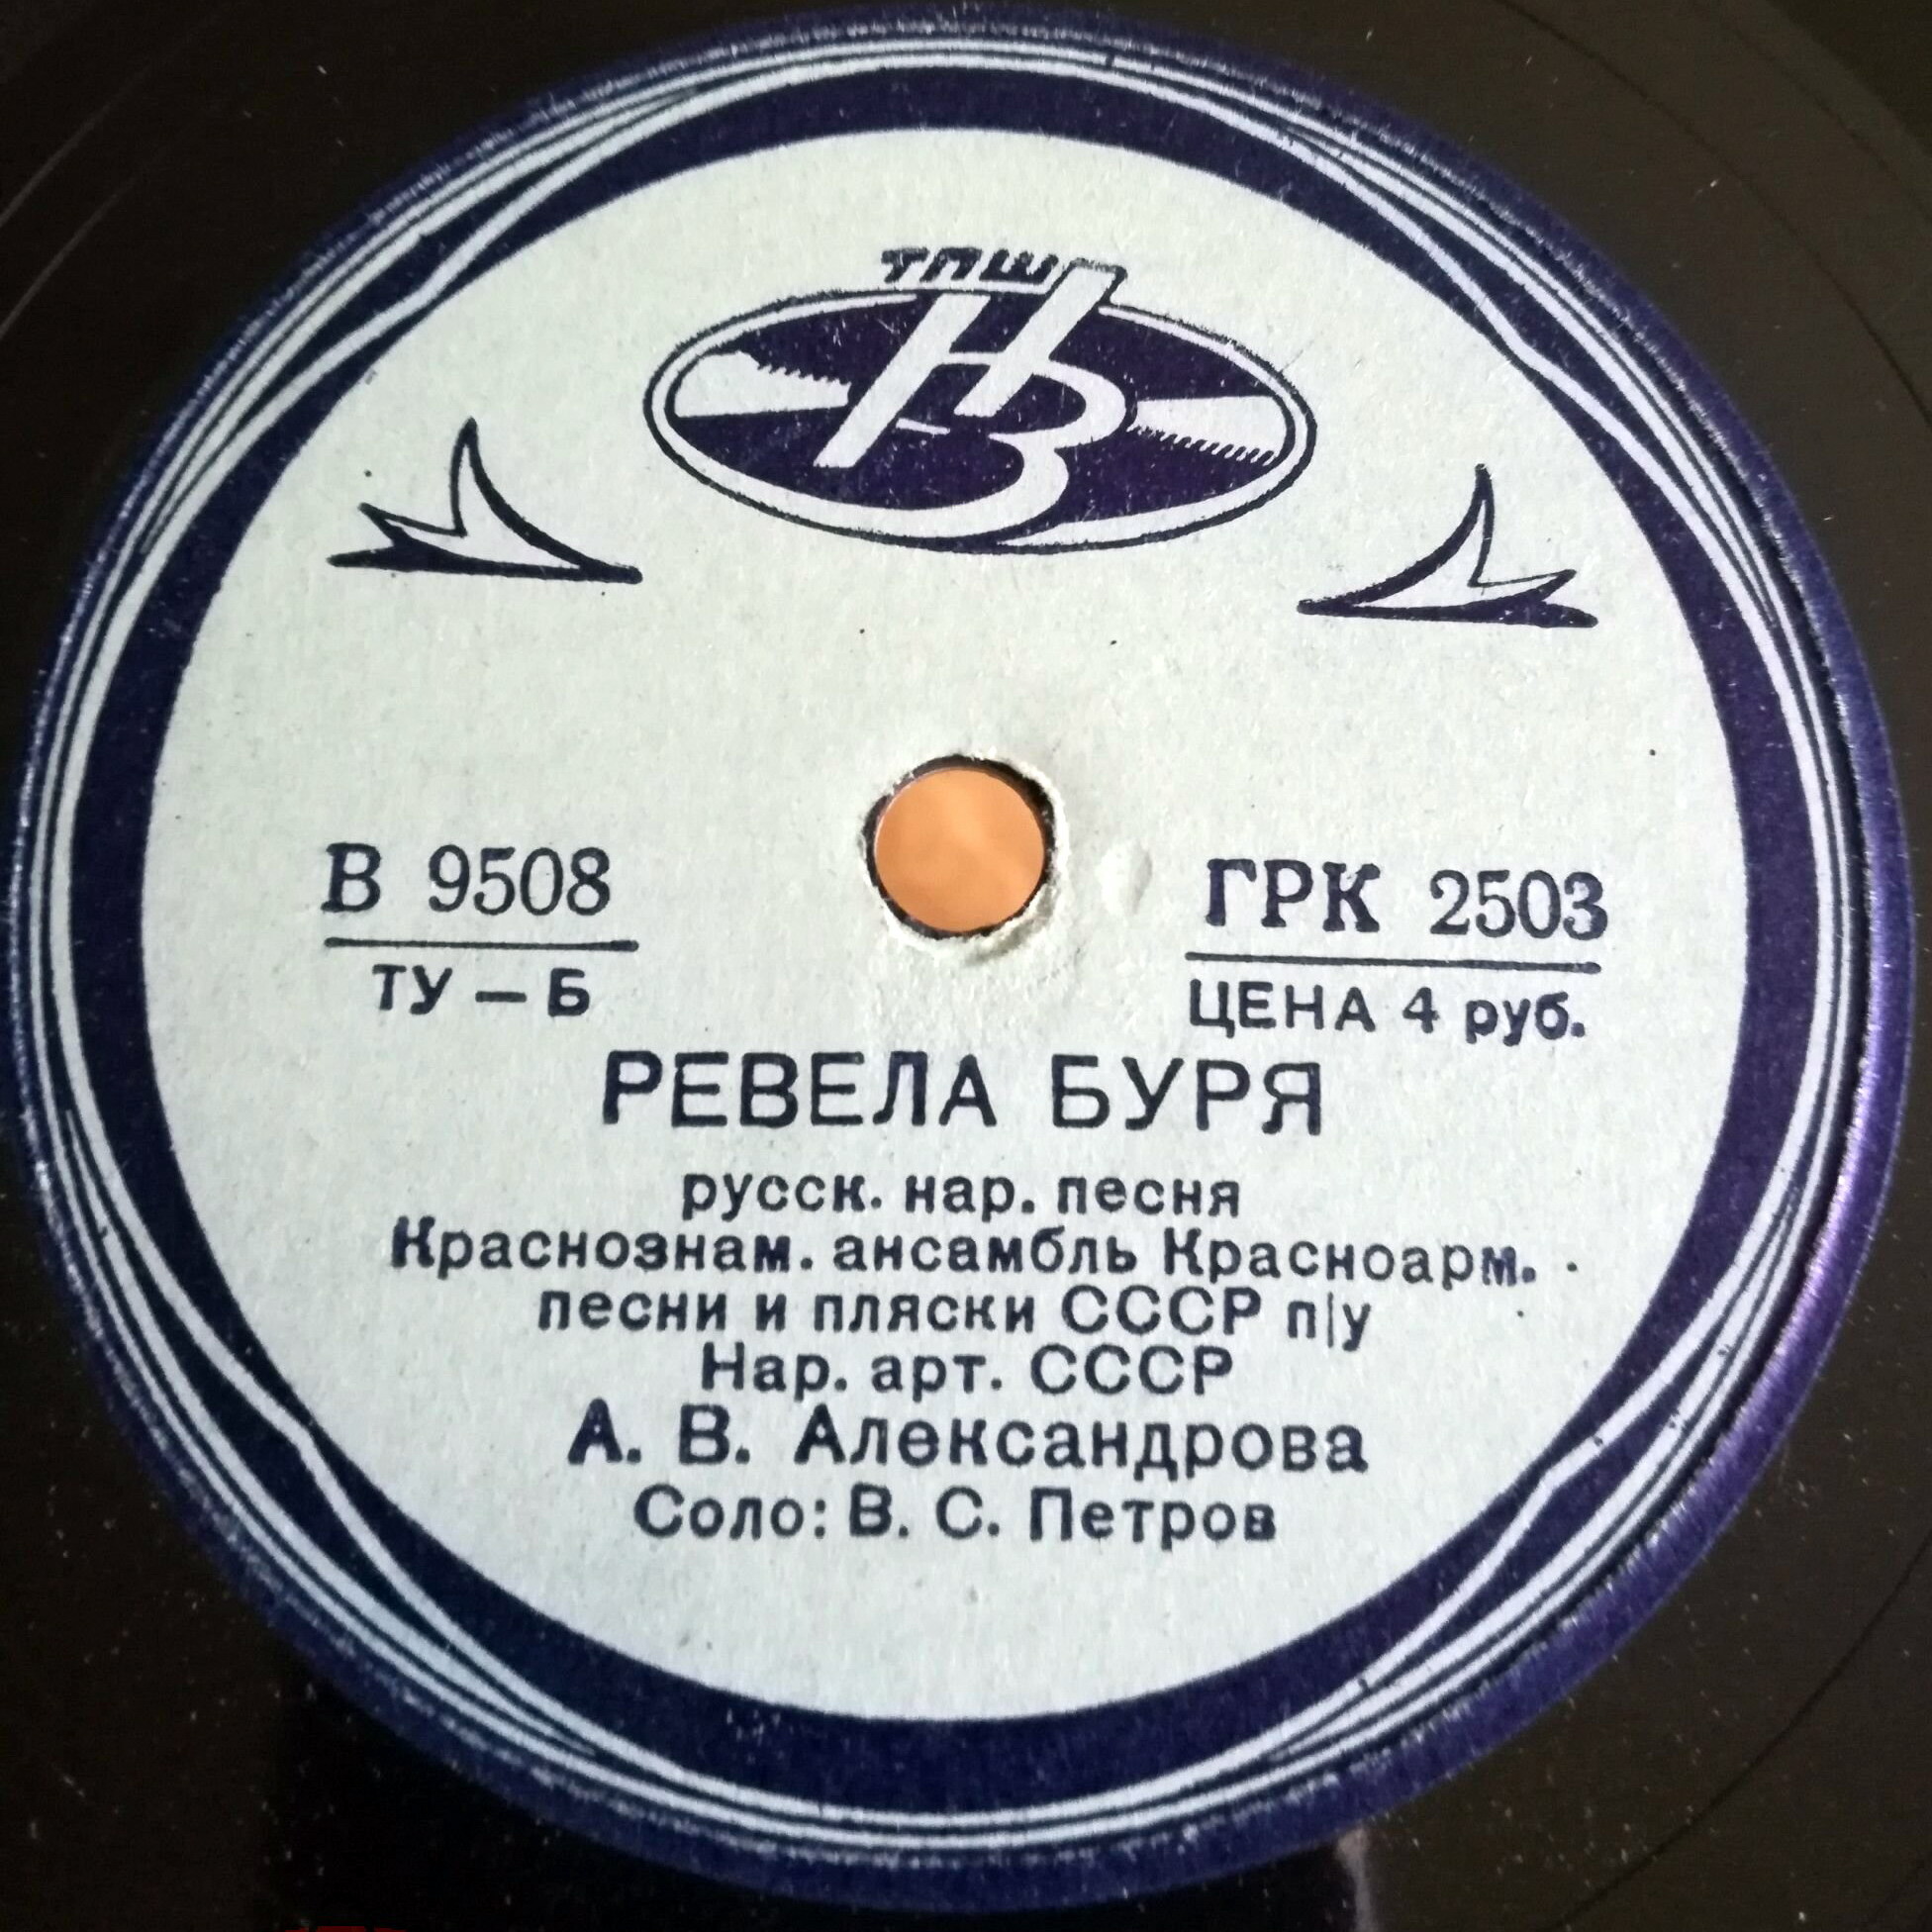 ТПШ
НЗ
В 9508
ТУ — Б
ГРК 2503
ЦЕНА 4 руб.
РЕВЕЛА БУРЯ
русск. нар. песня
Краснознам. ансамбль Красноарм.
песни и пляски СССР п|у
Нар. арт. СССР
А. В. Александрова
Соло: В. С. Петров